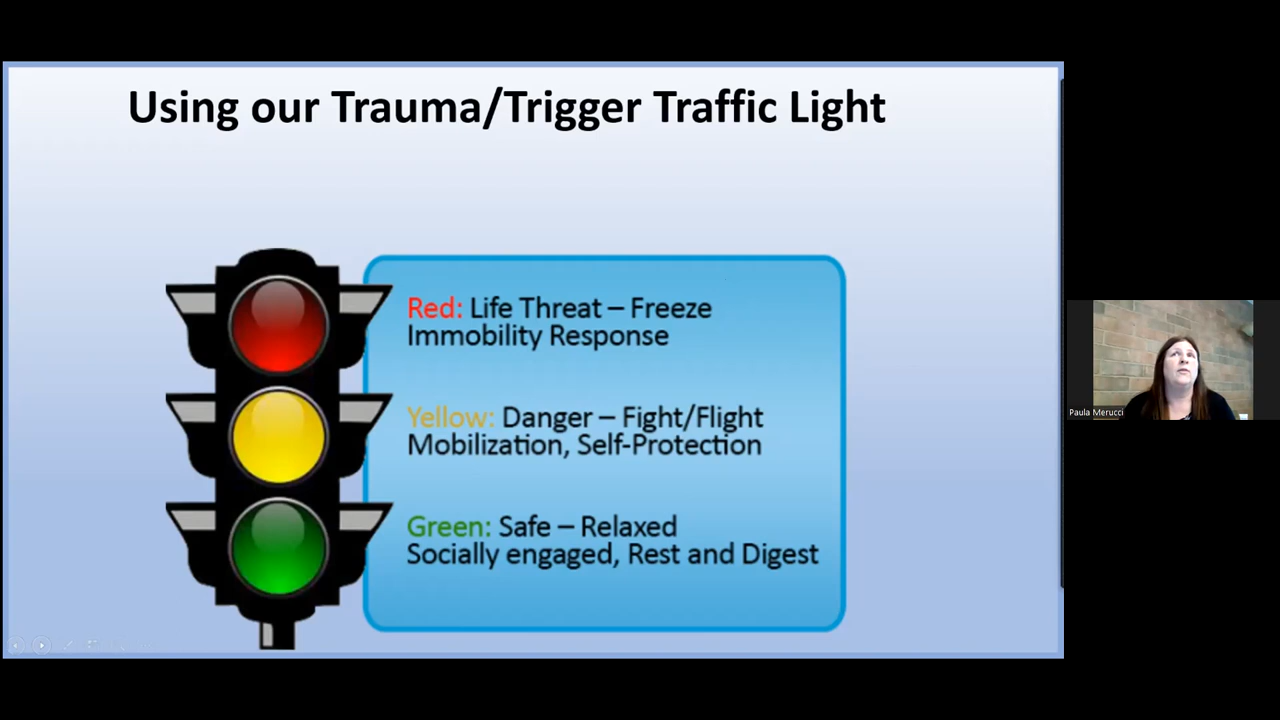 Using our Trauma/Trigger Traffic Light
Red: Life Threat – Freeze
Immobility Response
Yellow: Danger – Fight/Flight
Mobilization, Self-Protection
Green: Safe – Relaxed
Socially engaged, Rest and Digest
Paula Merucci